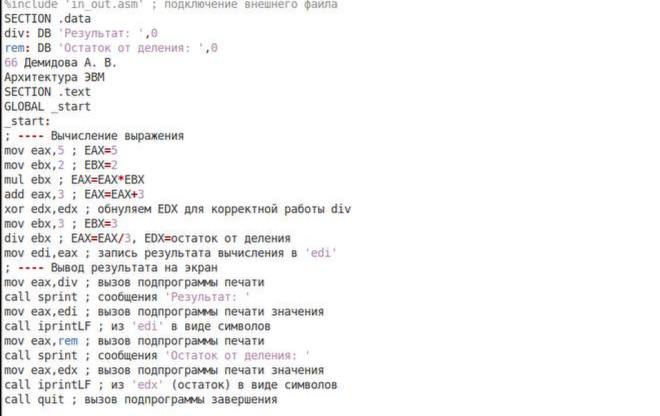 %include 'in_out.asm' ; подключение внешнего файла
SECTION .data
div: DB 'Результат: ',0
rem: DB 'Остаток от деления: ',0
66 Демидова А. В.
Архитектура ЭВМ
SECTION .text
GLOBAL _start
_start:
; ---- Вычисление выражения
mov eax,5 ; EAX=5
mov ebx,2 ; EBX=2
mul ebx ; EAX=EAX*EBX
add eax,3 ; EAX=EAX+3
xor edx,edx ; обнуляем EDX для корректной работы div
mov ebx,3 ; EBX=3
div ebx ; EAX=EAX/3, EDX=остаток от деления
mov edi,eax ; запись результата вычисления в 'edi'
; ---- Вывод результата на экран
mov eax,div ; вызов подпрограммы печати
call sprint ; сообщения 'Результат: '
mov eax,edi ; вызов подпрограммы печати значения
call iprintLF ; из 'edi' в виде символов
mov eax,rem ; вызов подпрограммы печати
call sprint ; сообщения 'Остаток от деления: '
mov eax,edx ; вызов подпрограммы печати значения
call iprintLF ; из 'edx' (остаток) в виде символов
call quit ; вызов подпрограммы завершения